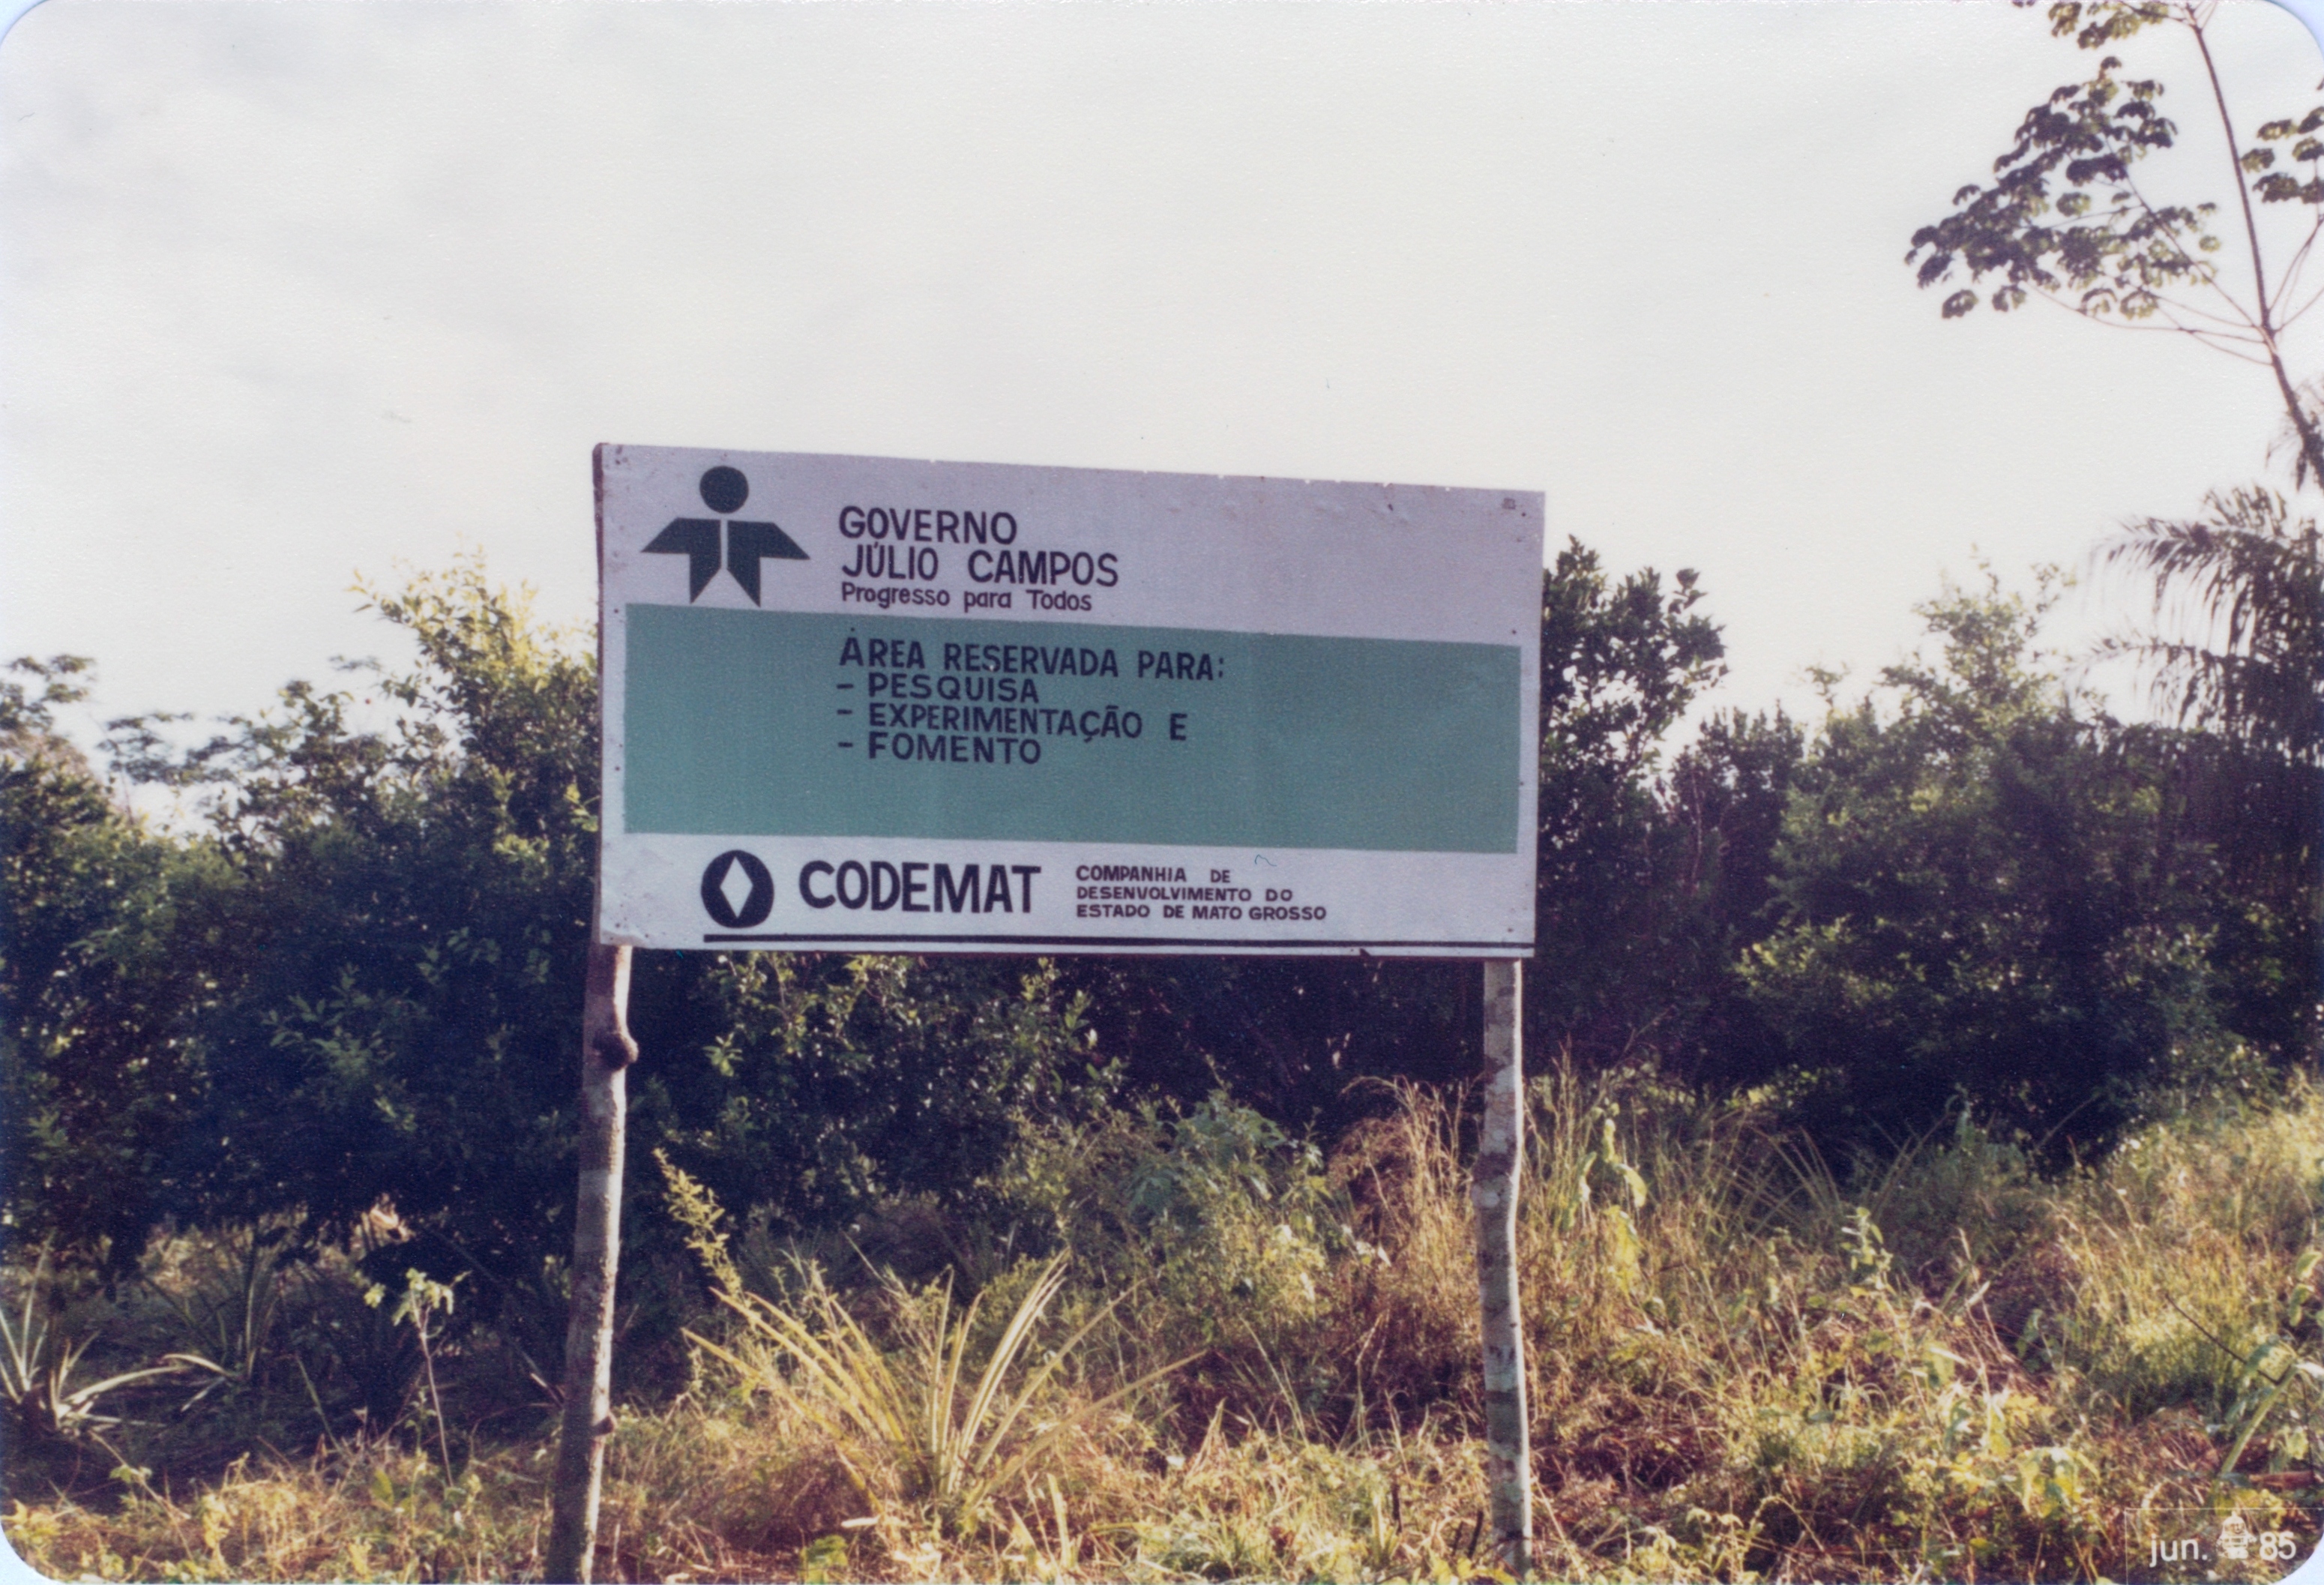 GOVERNO
JÚLIO CAMPOS
Progresso para Todos
ÁREA RESERVADA PARA:
- PESQUISA
- EXPERIMENTAÇÃO E
- FOMENTO
CODEMAT
COMPANHIA DE
DESENVOLVIMENTO DO
ESTADO DE MATO GROSSO
jun. 85